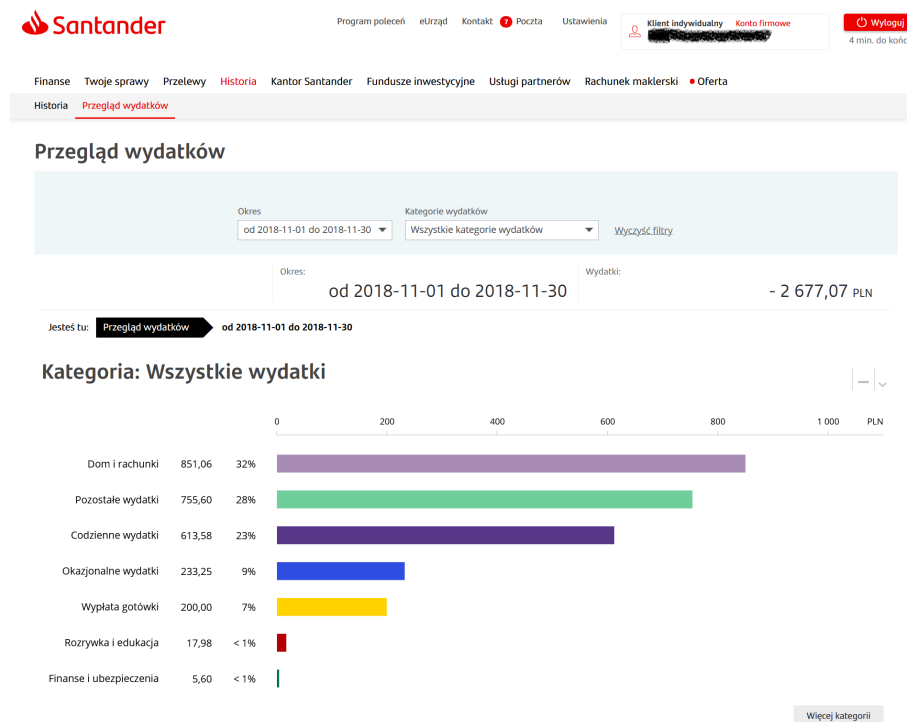 Santander
Program poleceń eUrząd Kontakt 7 Poczta Ustawienia
Klient indywidualny Konto firmowe
Wyloguj
4 min. do końc
Finanse Twoje sprawy Przelewy Historia Kantor Santander Fundusze inwestycyjne Usługi partnerów Rachunek maklerski Oferta
Historia Przegląd wydatków
Przegląd wydatków
Okres Kategorie wydatków
od 2018-11-01 do 2018-11-30 Wszystkie kategorie wydatków Wyczyść filtry
Okres: Wydatki:
od 2018-11-01 do 2018-11-30 - 2 677,07 PLN
Jesteś tu: Przegląd wydatków od 2018-11-01 do 2018-11-30
Kategoria: Wszystkie wydatki
0 200 400 600 800 1 000 PLN
Dom i rachunki 851,06 32%
Pozostałe wydatki 755,60 28%
Codzienne wydatki 613,58 23%
Okazjonalne wydatki 233,25 9%
Wypłata gotówki 200,00 7%
Rozrywka i edukacja 17,98 < 1%
Finanse i ubezpieczenia 5,60 < 1%
Więcej kategorii